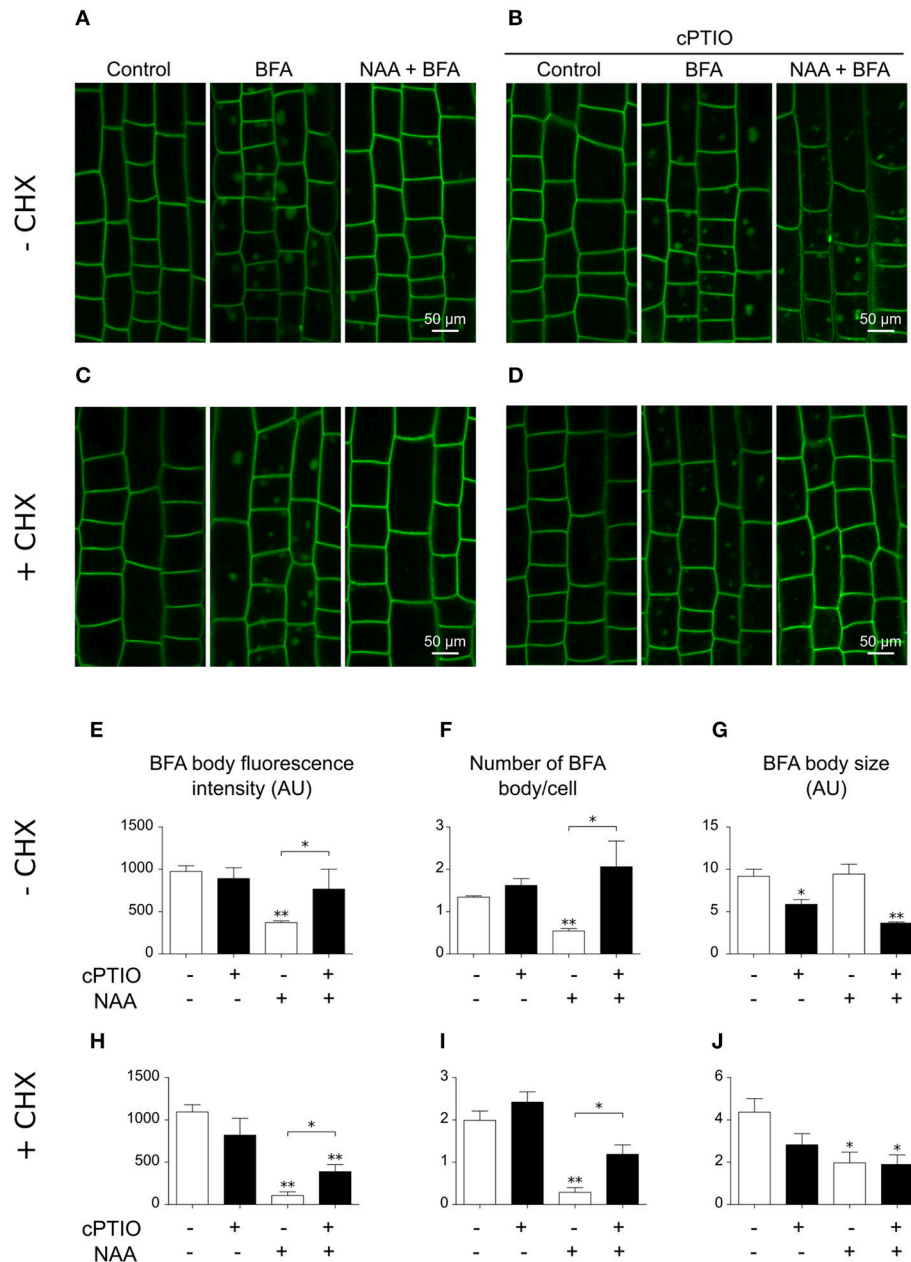 A
B
cPTIO
Control BFA NAA + BFA
Control BFA NAA + BFA
- CHX
50 µm
50 µm
C
D
+ CHX
50 µm
50 µm
E
F
G
BFA body fluorescence
intensity (AU)
Number of BFA
body/cell
BFA body size
(AU)
- CHX
1500
1000
500
0
**
*
3
2
1
0
**
*
15
10
5
0
*
**
cPTIO - + - + - + - + - + - +
NAA - - + + - - + + - - + +
H
I
J
+ CHX
1500
1000
500
0
**
*
**
3
2
1
0
**
*
6
4
2
0
*
*
cPTIO - + - + - + - + - + - +
NAA - - + + - - + + - - + +